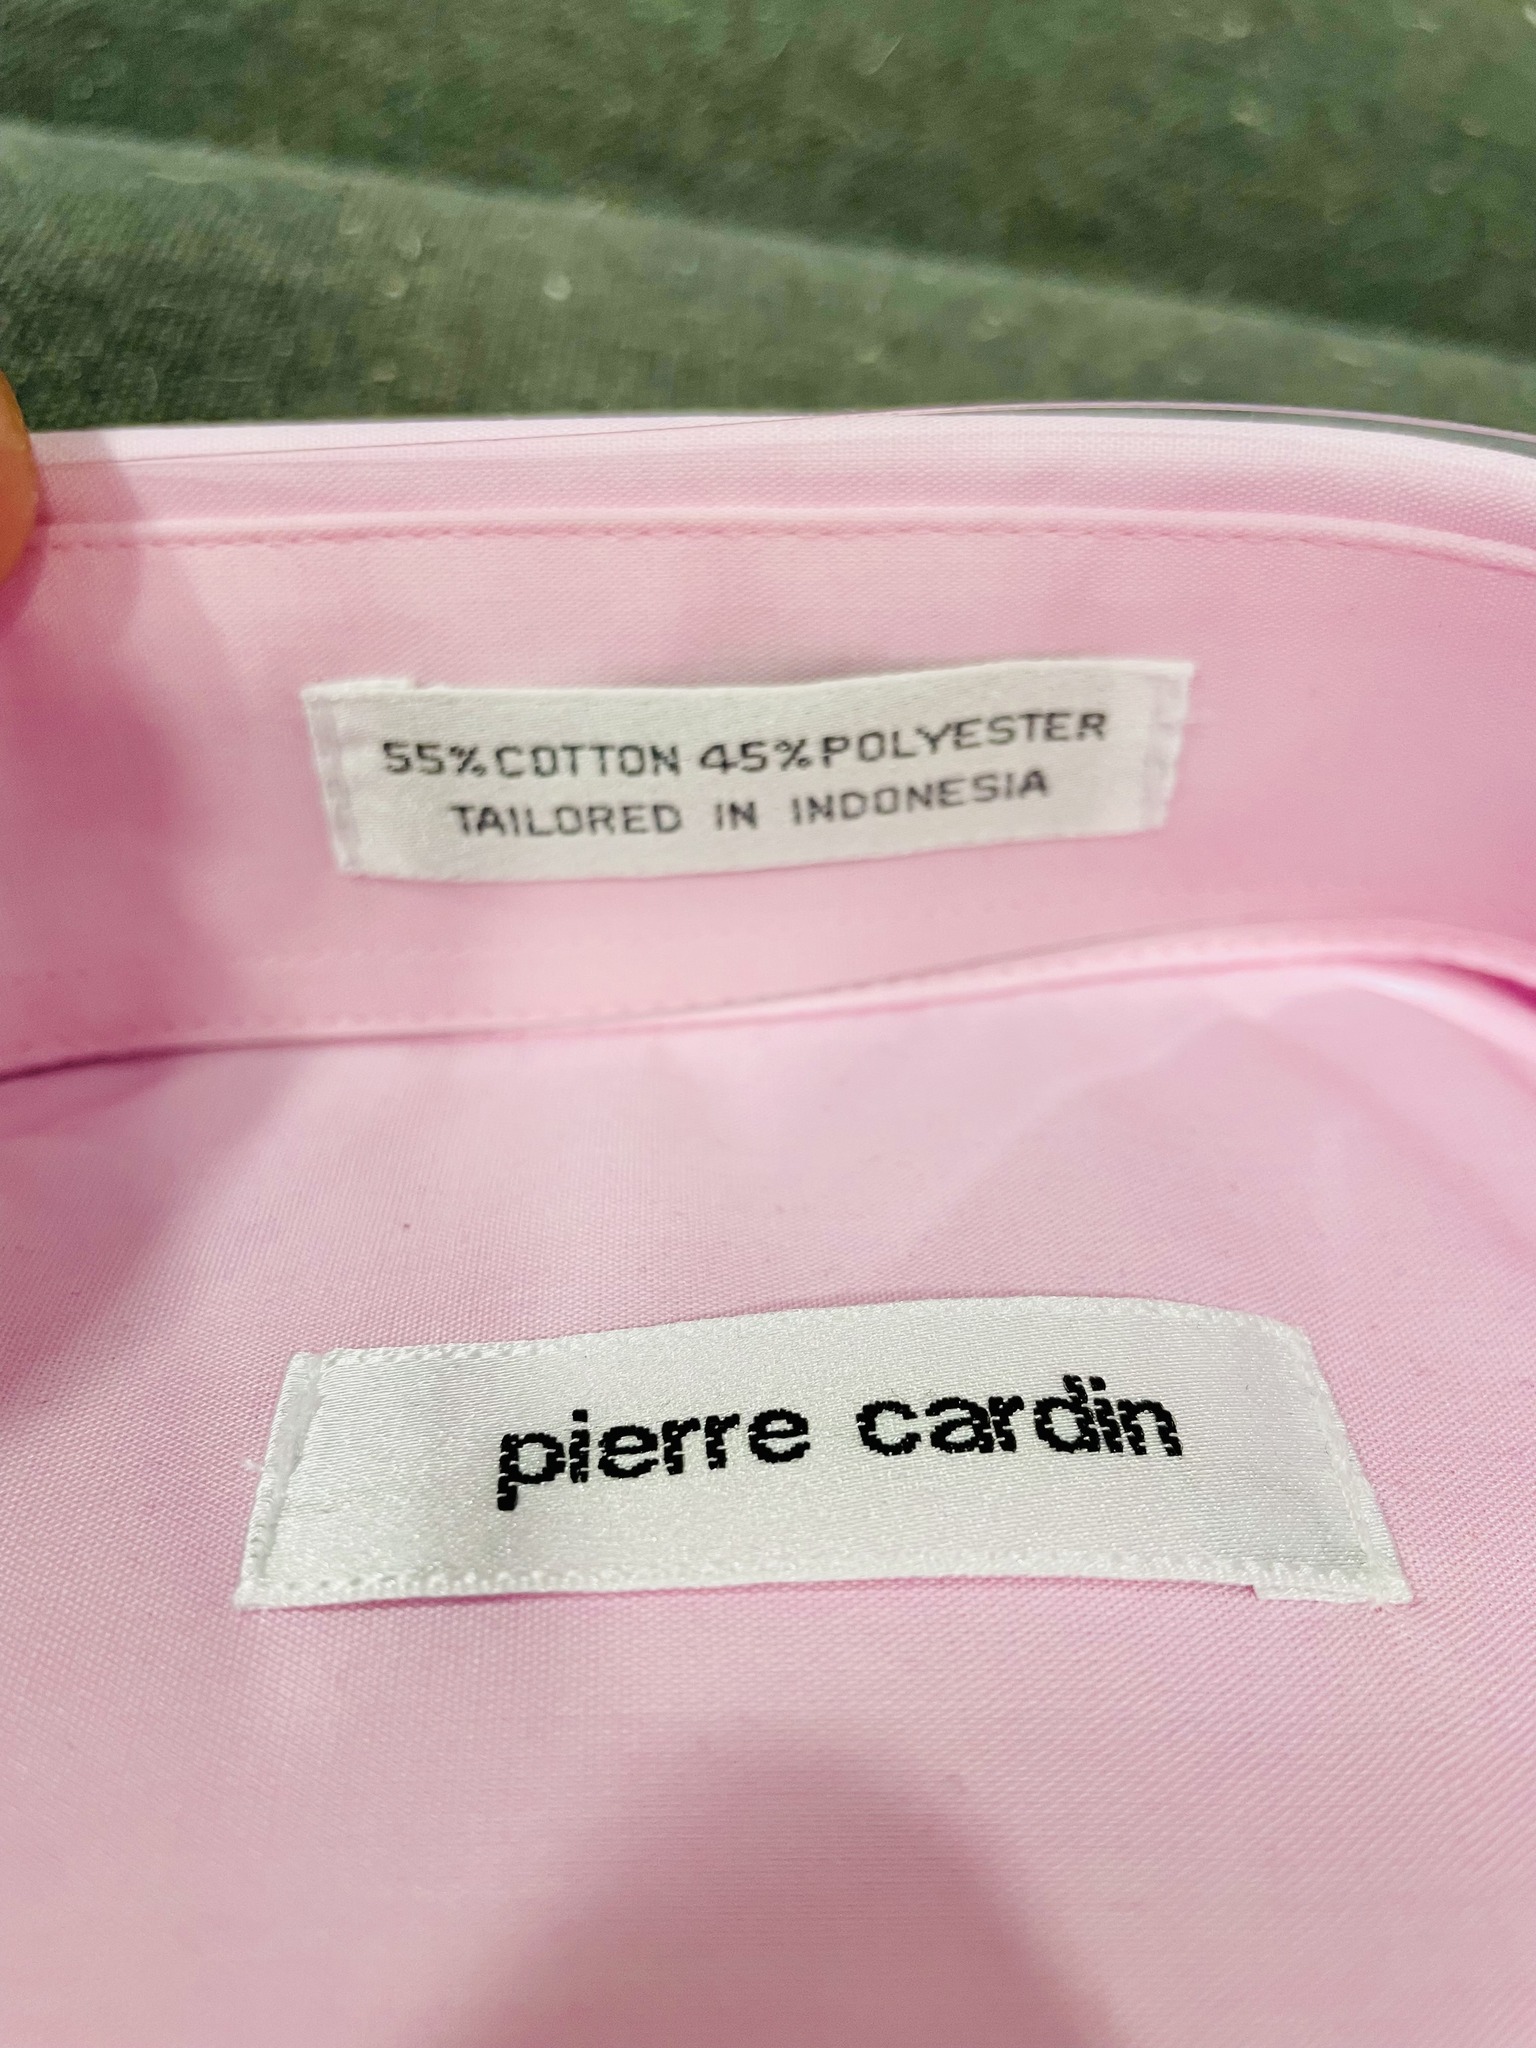 55% COTTON 45% POLYESTER
TAILORED IN INDONESIA
pierre cardin